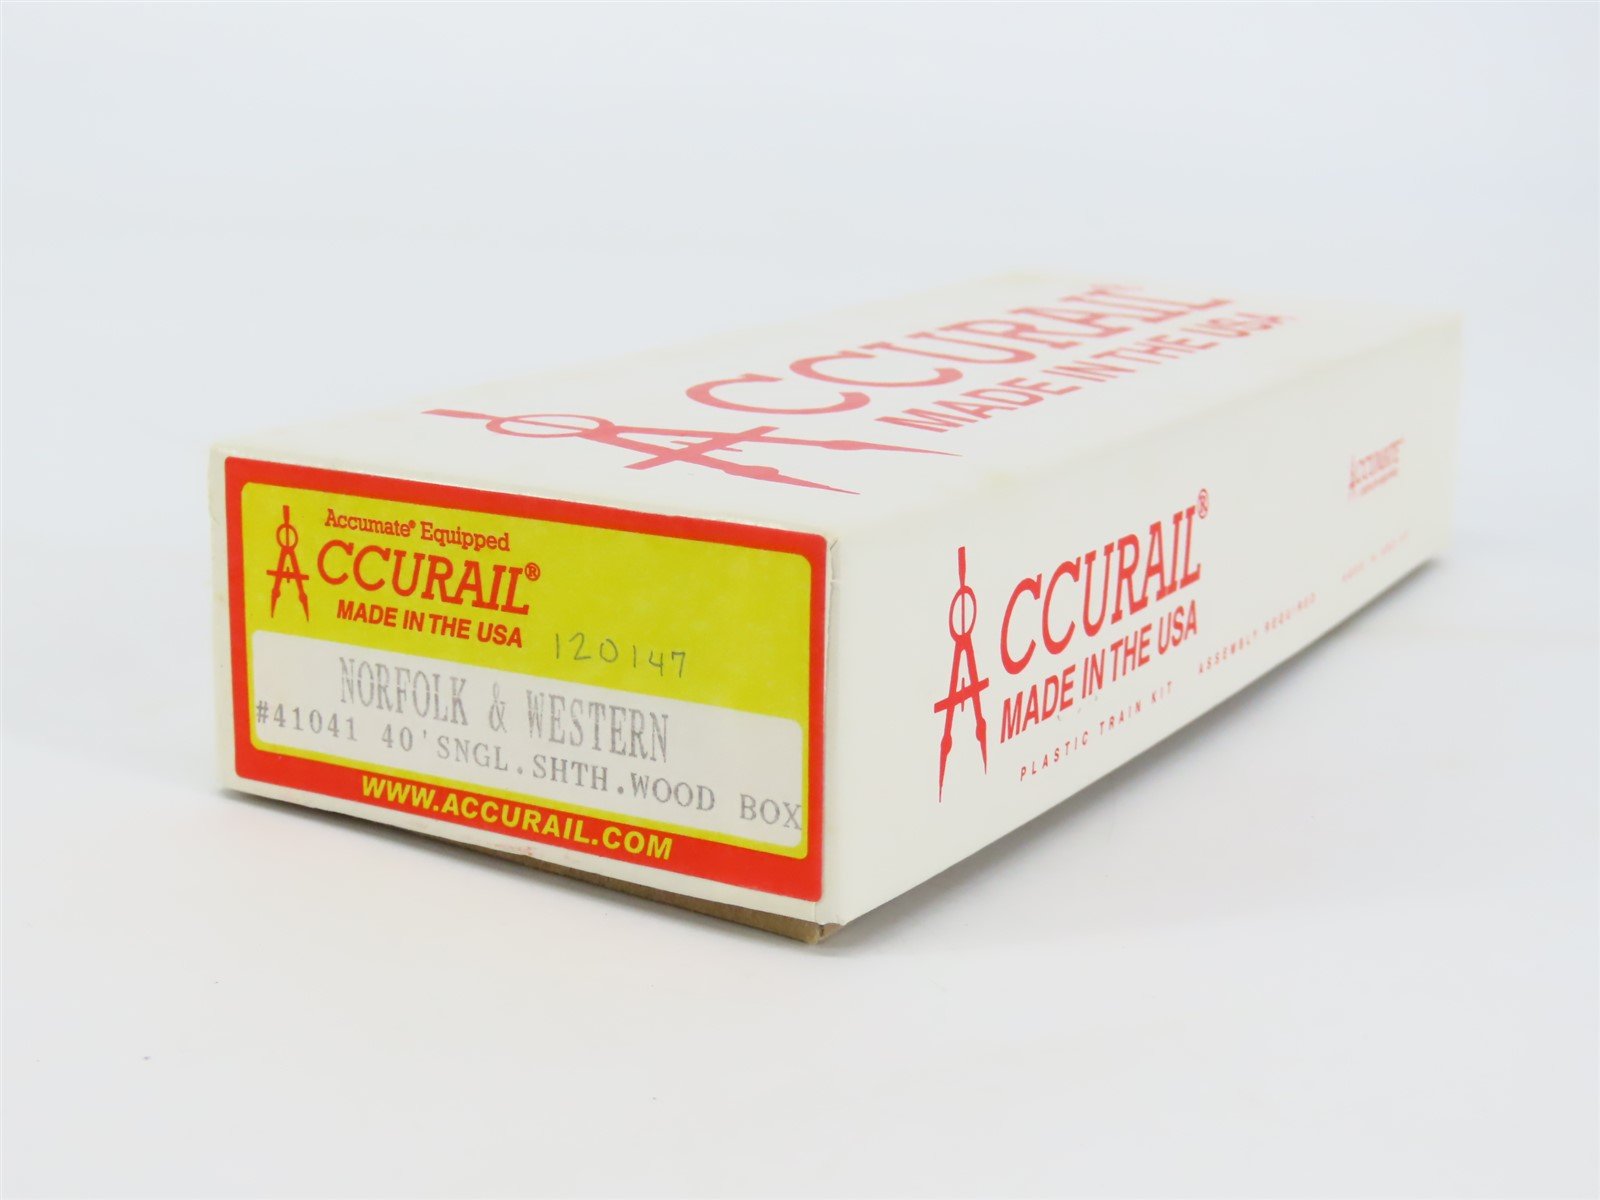 ACCURAIL®
MADE IN THE USA
Accumate® Equipped
ACCURAIL®
MADE IN THE USA
120147
NORFOLK & WESTERN
#41041 40'SNGL.SHTH.WOOD BOX
WWW.ACCURAIL.COM
ACCURAIL®
MADE IN THE USA
PLASTIC TRAIN KIT ASSEMBLY REQUIRED
ACCUMATE